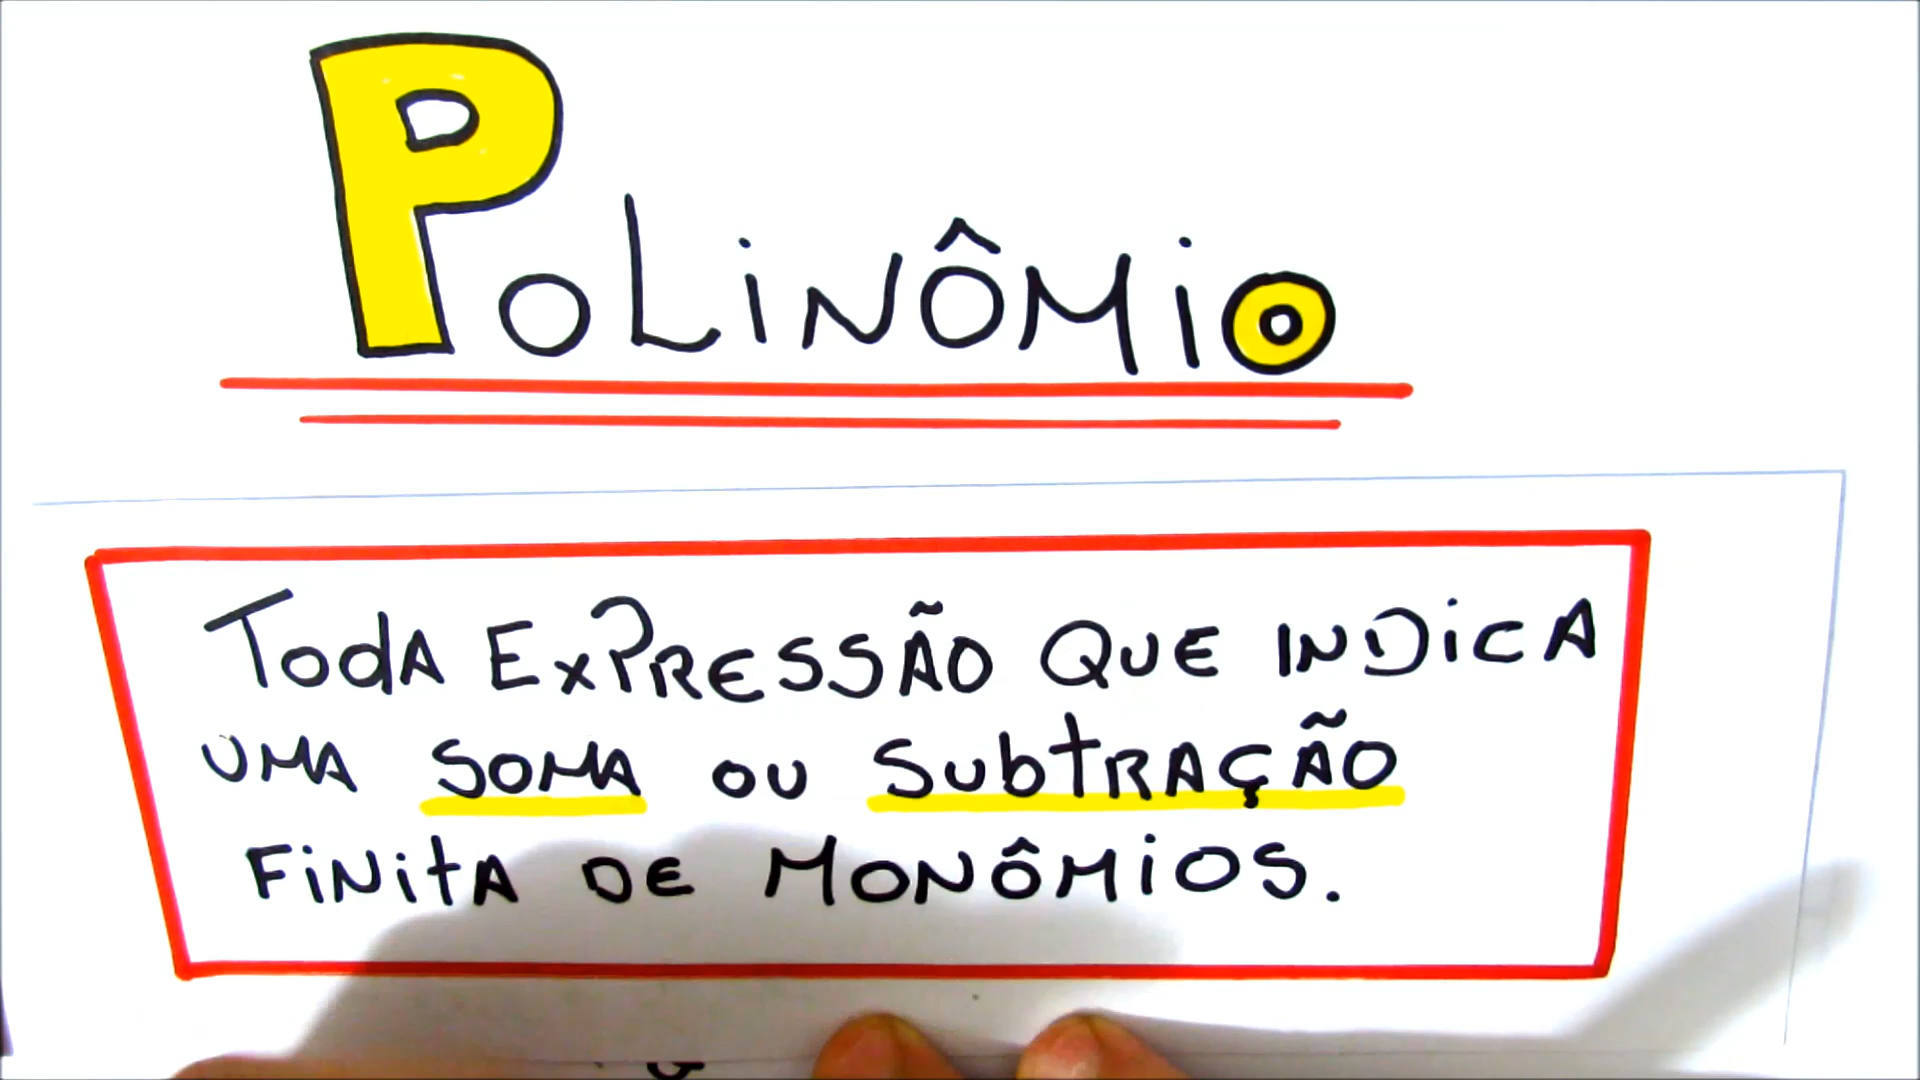 POLINÔMIO
TODA EXPRESSÃO QUE INDICA
UMA SOMA OU SUBTRAÇÃO
FINITA DE MONÔMIOS.